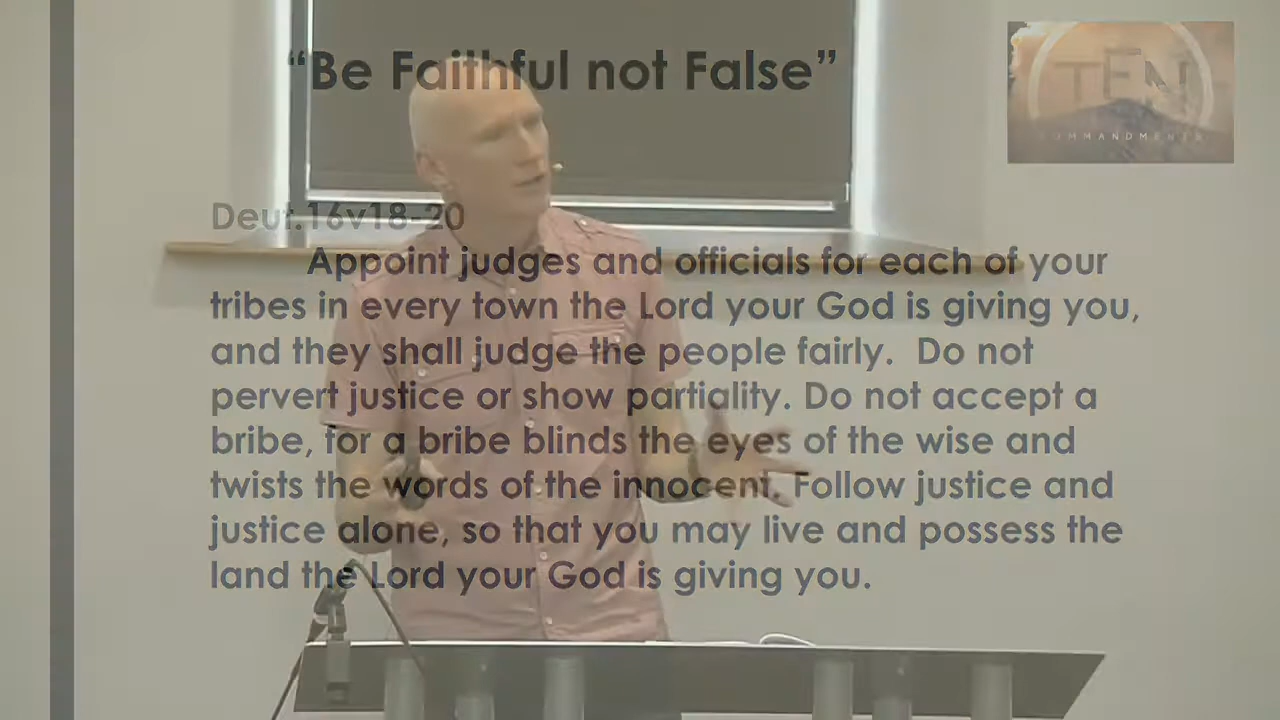 “Be Faithful not False”
TEN
COMMANDMENTS
Deut.16v18-20
Appoint judges and officials for each of your
tribes in every town the Lord your God is giving you,
and they shall judge the people fairly.  Do not
pervert justice or show partiality. Do not accept a
bribe, for a bribe blinds the eyes of the wise and
twists the words of the innocent.  Follow justice and
justice alone, so that you may live and possess the
land the Lord your God is giving you.